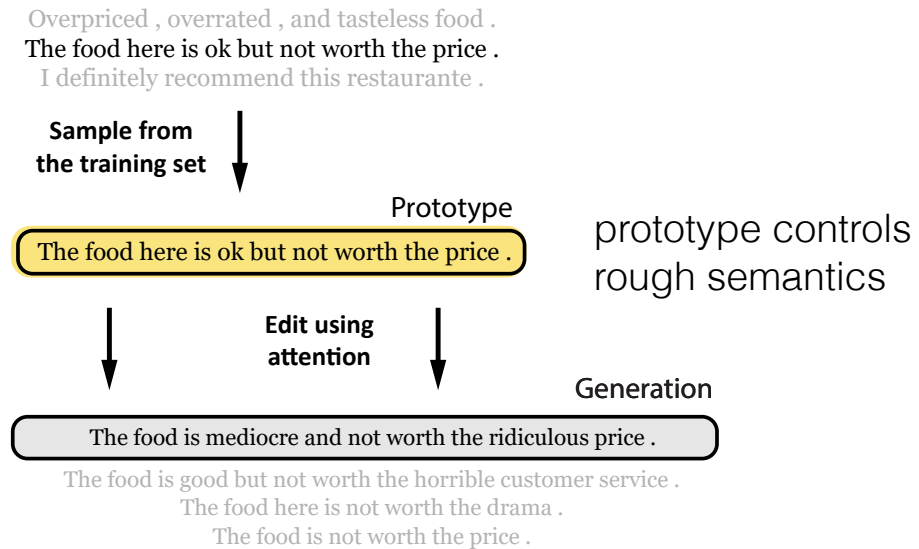 Overpriced , overrated , and tasteless food .
The food here is ok but not worth the price .
I definitely recommend this restaurante .
Sample from
the training set
Prototype
The food here is ok but not worth the price .
prototype controls
rough semantics
Edit using
attention
Generation
The food is mediocre and not worth the ridiculous price .
The food is good but not worth the horrible customer service .
The food here is not worth the drama .
The food is not worth the price .